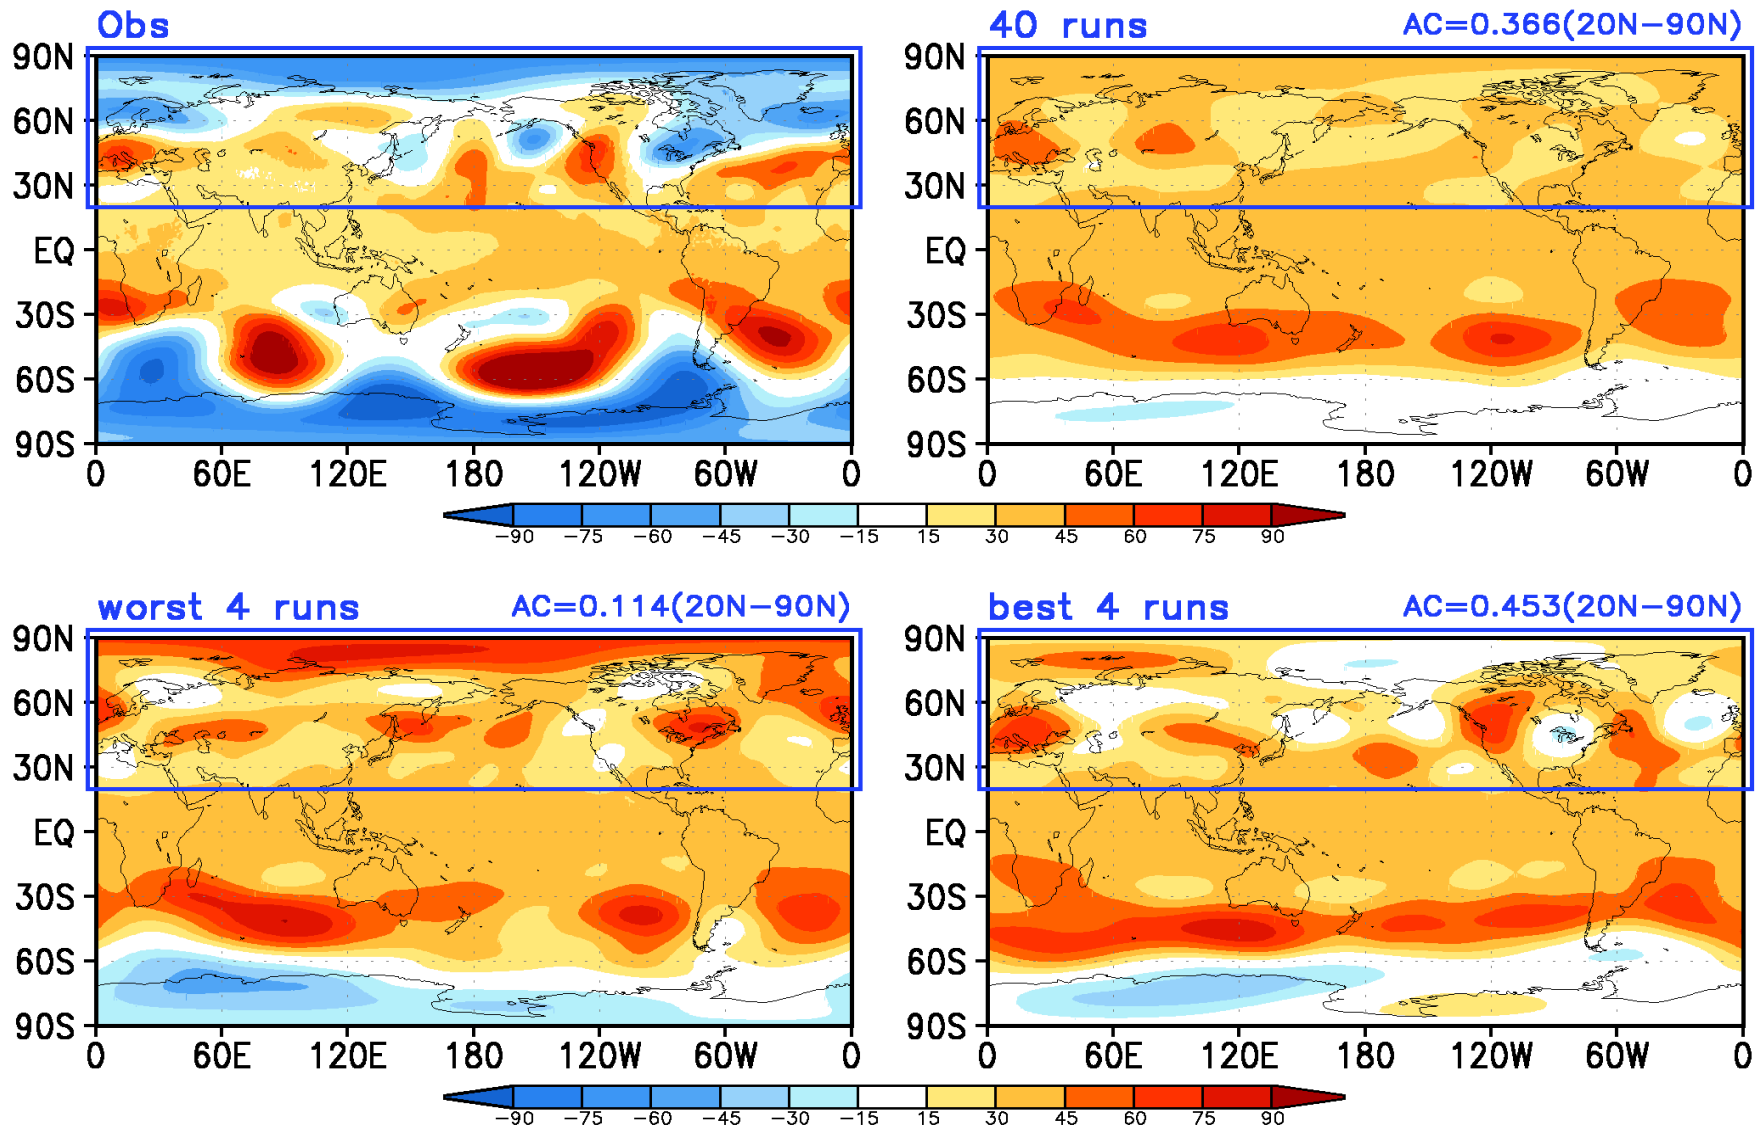 Obs
40 runs AC=0.366(20N−90N)
90N 60N 30N EQ 30S 60S 90S
0 60E 120E 180 120W 60W 0
90N 60N 30N EQ 30S 60S 90S
0 60E 120E 180 120W 60W 0
−90 −75 −60 −45 −30 −15 15 30 45 60 75 90
worst 4 runs AC=0.114(20N−90N)
best 4 runs AC=0.453(20N−90N)
90N 60N 30N EQ 30S 60S 90S
0 60E 120E 180 120W 60W 0
90N 60N 30N EQ 30S 60S 90S
0 60E 120E 180 120W 60W 0
−90 −75 −60 −45 −30 −15 15 30 45 60 75 90